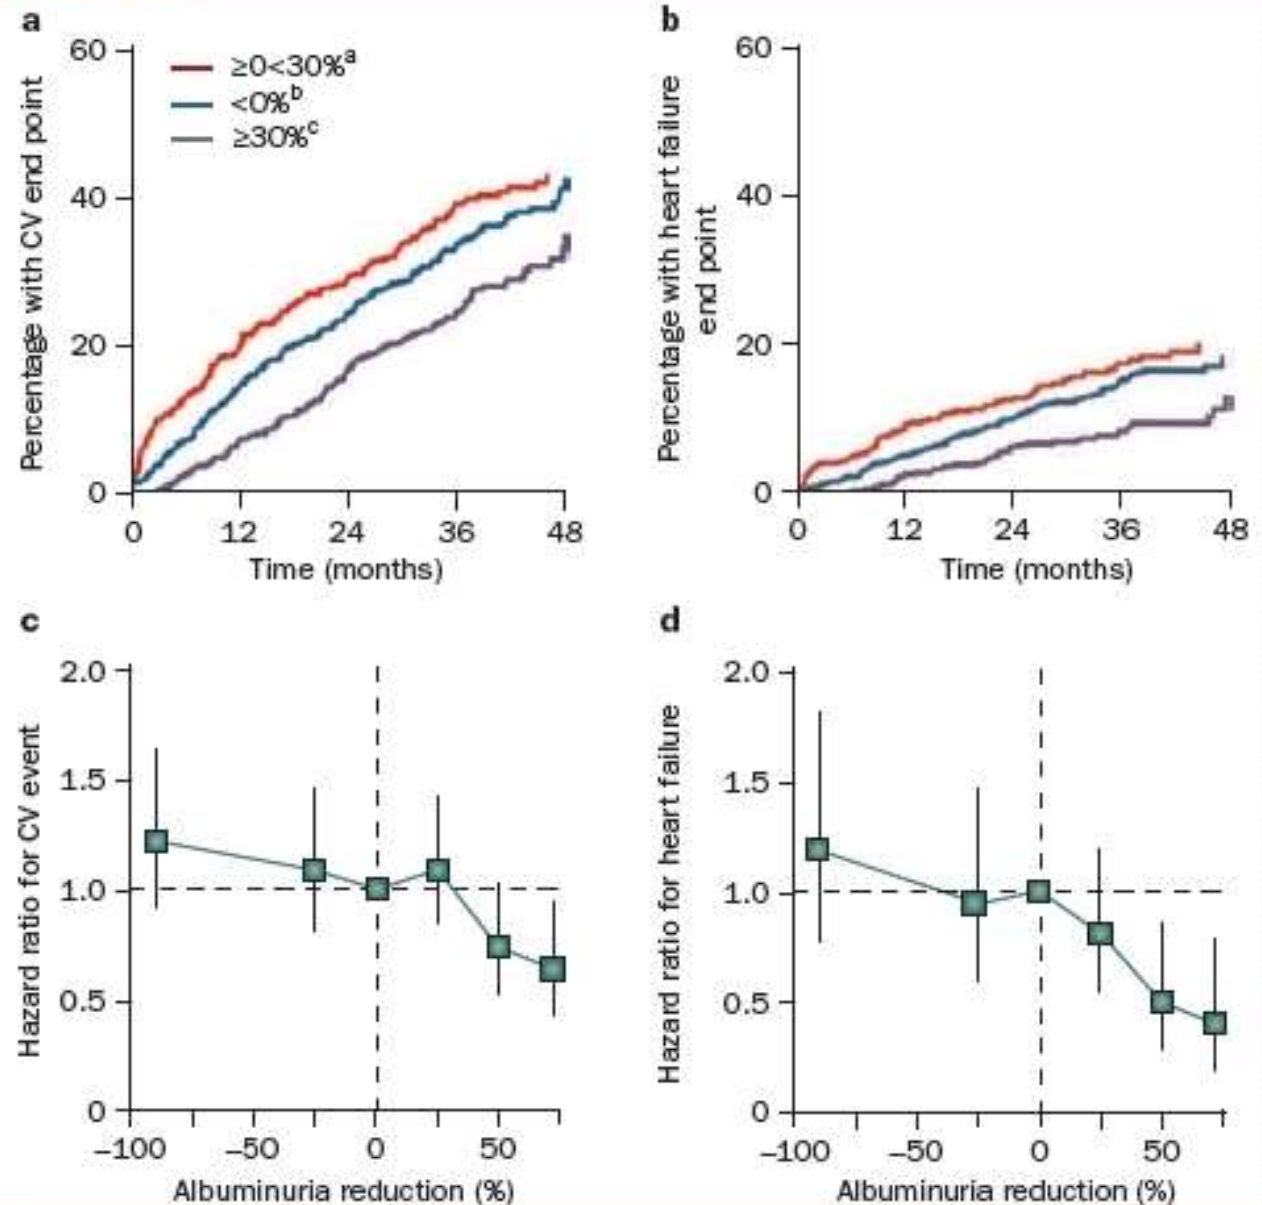 a
60
40
20
0
Percentage with CV end point
≥0<30%a
<0%b
≥30%c
0 12 24 36 48
Time (months)
b
60
40
20
0
Percentage with heart failure
end point
0 12 24 36 48
Time (months)
c
2.0
1.5
1.0
0.5
0
Hazard ratio for CV event
–100 –50 0 50
Albuminuria reduction (%)
d
2.0
1.5
1.0
0.5
0
Hazard ratio for heart failure
–100 –50 0 50
Albuminuria reduction (%)